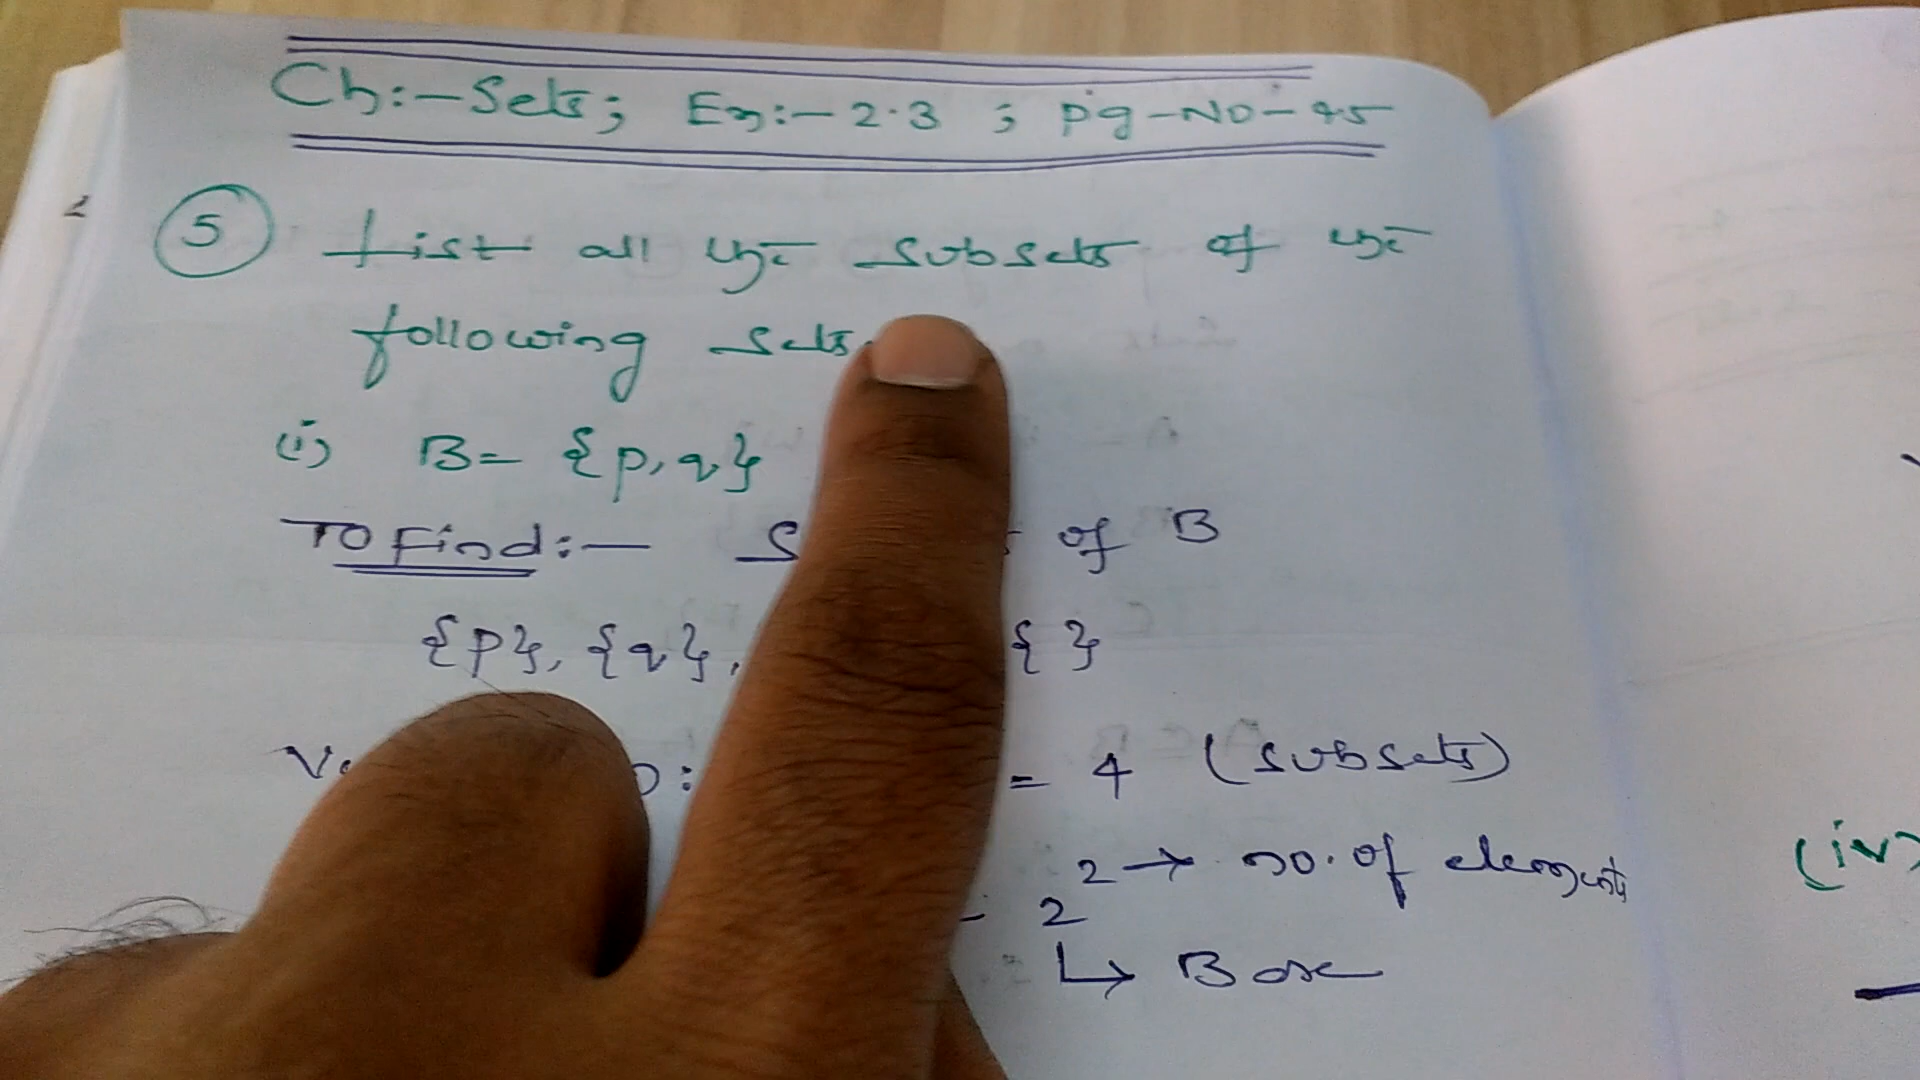 Ch:- Sets; Ex:- 2.3 ; pg-No- 45
5 List all the subsets of the
following sets.
(i) B= {p,q}
To Find:- of B
{p}, {q}, { }
= 4 (subsets)
2 → no. of elements
- 2
↳ Base
(iv)